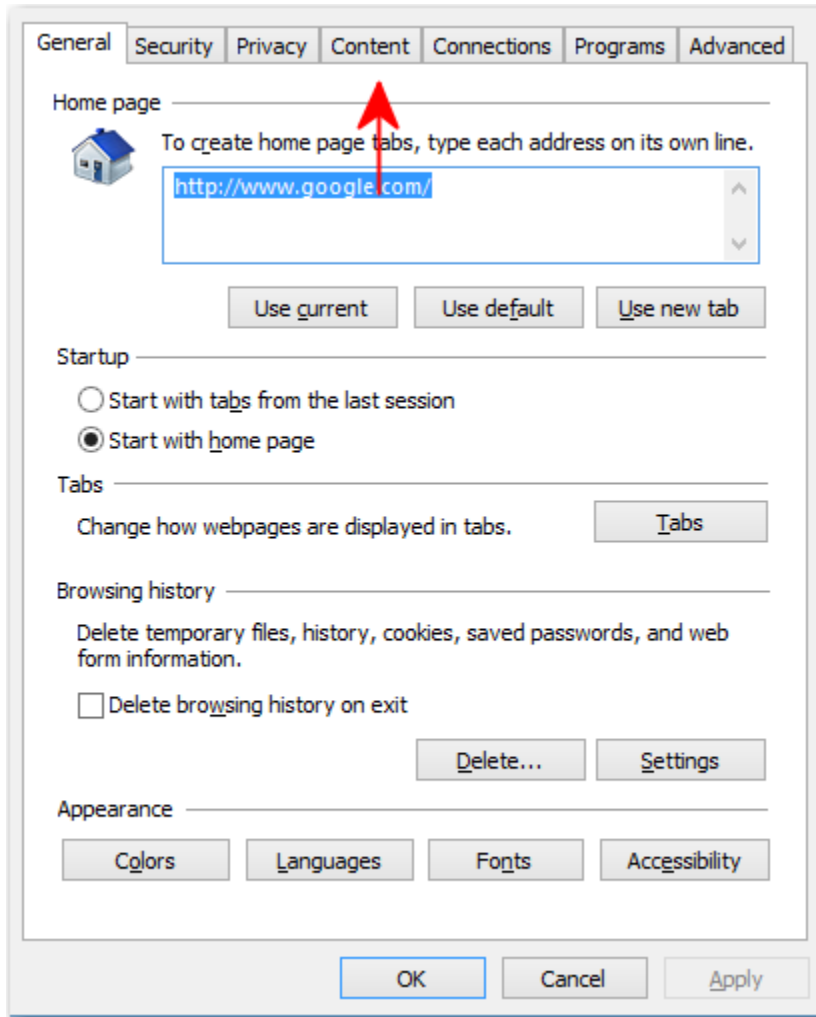 General Security Privacy Content Connections Programs Advanced
Home page
To create home page tabs, type each address on its own line.
http://www.google.com/
Use current Use default Use new tab
Startup
Start with tabs from the last session
Start with home page
Tabs
Change how webpages are displayed in tabs. Tabs
Browsing history
Delete temporary files, history, cookies, saved passwords, and web
form information.
Delete browsing history on exit
Delete... Settings
Appearance
Colors Languages Fonts Accessibility
OK Cancel Apply